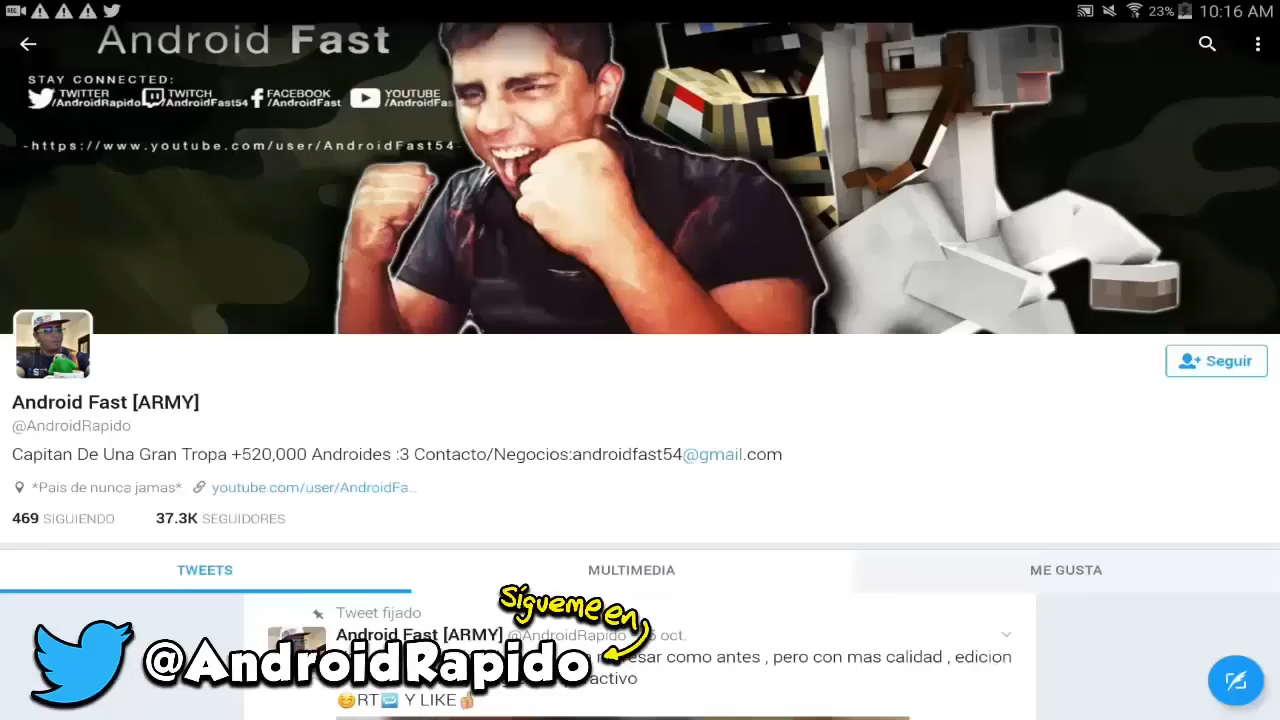 REC
23%
10:16 AM
Android Fast
STAY CONNECTED:
TWITTER
/AndroidRapido
TWITCH
/AndroidFast54
FACEBOOK
/AndroidFast
YOUTUBE
/AndroidFas
-https://www.youtube.com/user/AndroidFast54-
Seguir
Android Fast [ARMY]
@AndroidRapido
Capitan De Una Gran Tropa +520,000 Androides :3 Contacto/Negocios:androidfast54@gmail.com
*Pais de nunca jamas* youtube.com/user/AndroidFa...
469 SIGUIENDO 37.3K SEGUIDORES
TWEETS MULTIMEDIA ME GUSTA
Sígueme en
Tweet fijado
Android Fast [ARMY] @AndroidRapido oct.
@AndroidRapido
como antes , pero con mas calidad , edicion
activo
RT Y LIKE